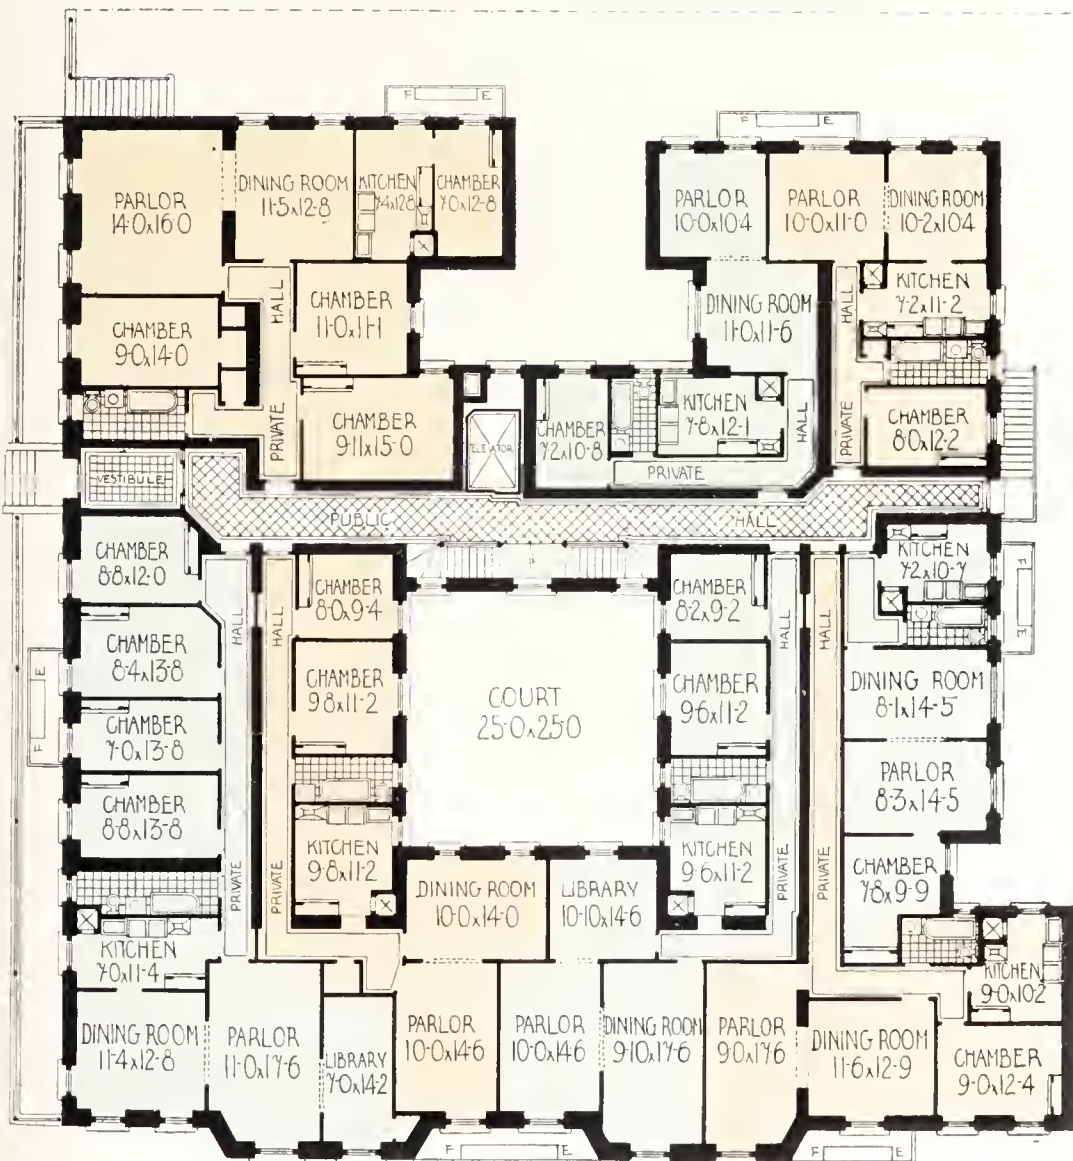 F E
F E
PARLOR
14-0x16-0
DINING ROOM
11-5x12-8
KITCHEN
7-4x12-8
CHAMBER
7-0x12-8
PARLOR
10-0x10-4
PARLOR
10-0x11-0
DINING ROOM
10-2x10-4
CHAMBER
9-0x14-0
HALL
PRIVATE
CHAMBER
11-0x11-1
CHAMBER
9-11x15-0
DINING ROOM
11-0x11-6
HALL
PRIVATE
KITCHEN
7-2x11-2
CHAMBER
8-0x12-2
ELEVATOR
CHAMBER
7-2x10-8
KITCHEN
7-8x12-1
HALL
PRIVATE
VESTIBULE
PUBLIC HALL
CHAMBER
8-8x12-0
CHAMBER
8-4x13-8
CHAMBER
7-0x13-8
CHAMBER
8-8x13-8
F E
HALL
PRIVATE
HALL
PRIVATE
CHAMBER
8-0x9-4
CHAMBER
9-8x11-2
KITCHEN
9-8x11-2
COURT
25-0x25-0
CHAMBER
8-2x9-2
CHAMBER
9-6x11-2
KITCHEN
9-6x11-2
HALL
PRIVATE
HALL
PRIVATE
KITCHEN
7-2x10-7
F E
DINING ROOM
8-1x14-5
PARLOR
8-3x14-5
CHAMBER
7-8x9-9
KITCHEN
7-0x11-4
DINING ROOM
10-0x14-0
LIBRARY
10-10x14-6
KITCHEN
9-0x10-2
DINING ROOM
11-4x12-8
PARLOR
11-0x17-6
LIBRARY
7-0x14-2
PARLOR
10-0x14-6
PARLOR
10-0x14-6
DINING ROOM
9-10x17-6
PARLOR
9-0x17-6
DINING ROOM
11-6x12-9
CHAMBER
9-0x12-4
F E
F E